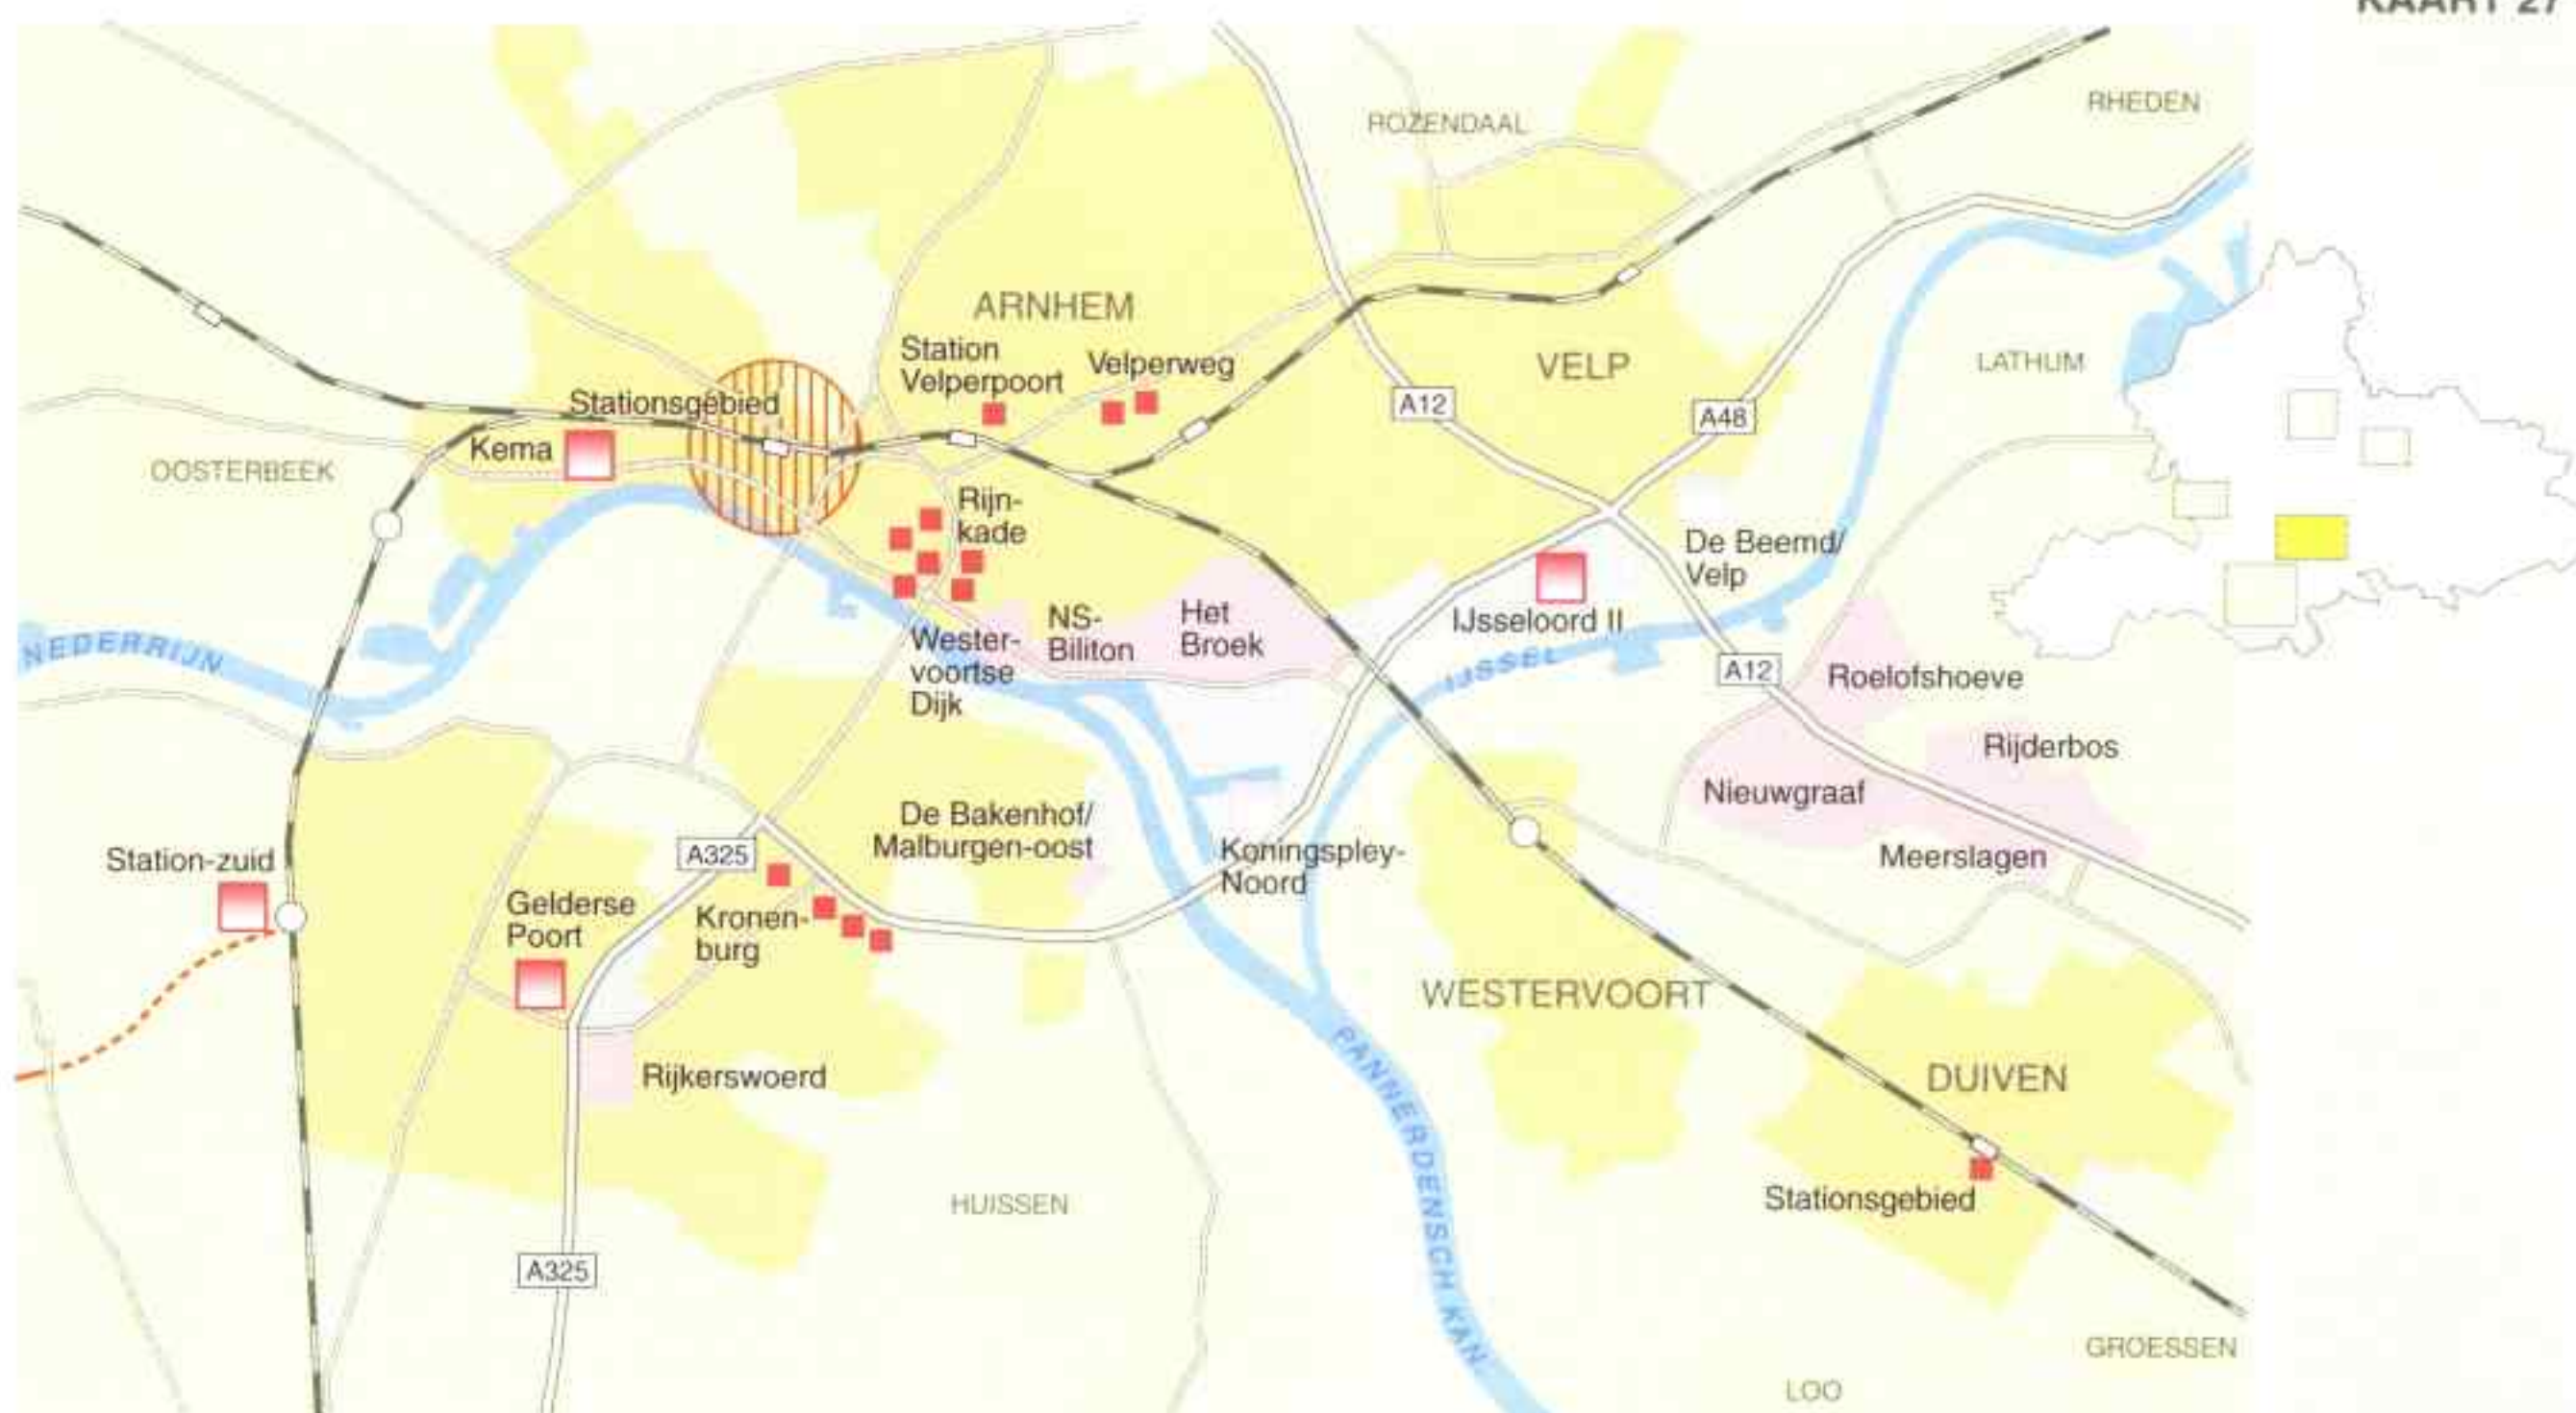 KAART 27
RHEDEN
ROZENDAAL
ARNHEM
Station
Velperpoort
Velperweg
VELP
LATHUM
A12
A48
Stationsgebied
Kema
OOSTERBEEK
Rijn-
kade
De Beemd/
Velp
NS-
Biliton
Het
Broek
IJsseloord II
Wester-
voortse
Dijk
NEDERRIJN
IJSSEL
A12
Roelofshoeve
Rijderbos
Nieuwgraaf
Meerslagen
De Bakenhof/
Malburgen-oost
Koningspley-
Noord
A325
Station-zuid
Gelderse
Poort
Kronen-
burg
WESTERVOORT
Rijkerswoerd
DUIVEN
PANNERDENSCH KAN.
Stationsgebied
HUISSEN
A325
GROESSEN
LOO